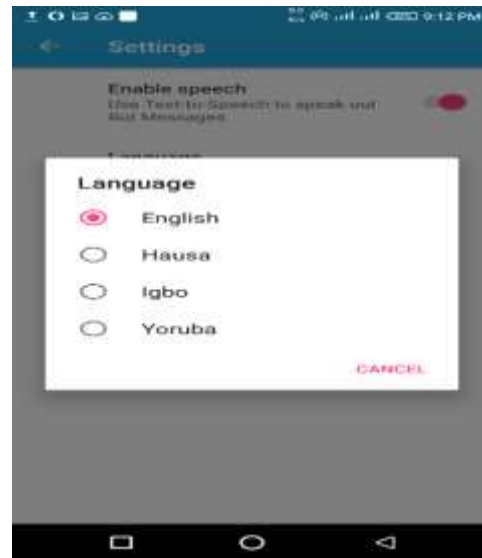 9:12 PM
Settings
Enable speech
Use Text-to-Speech to speak out
Bot Messages
Language
Language
English
Hausa
Igbo
Yoruba
CANCEL